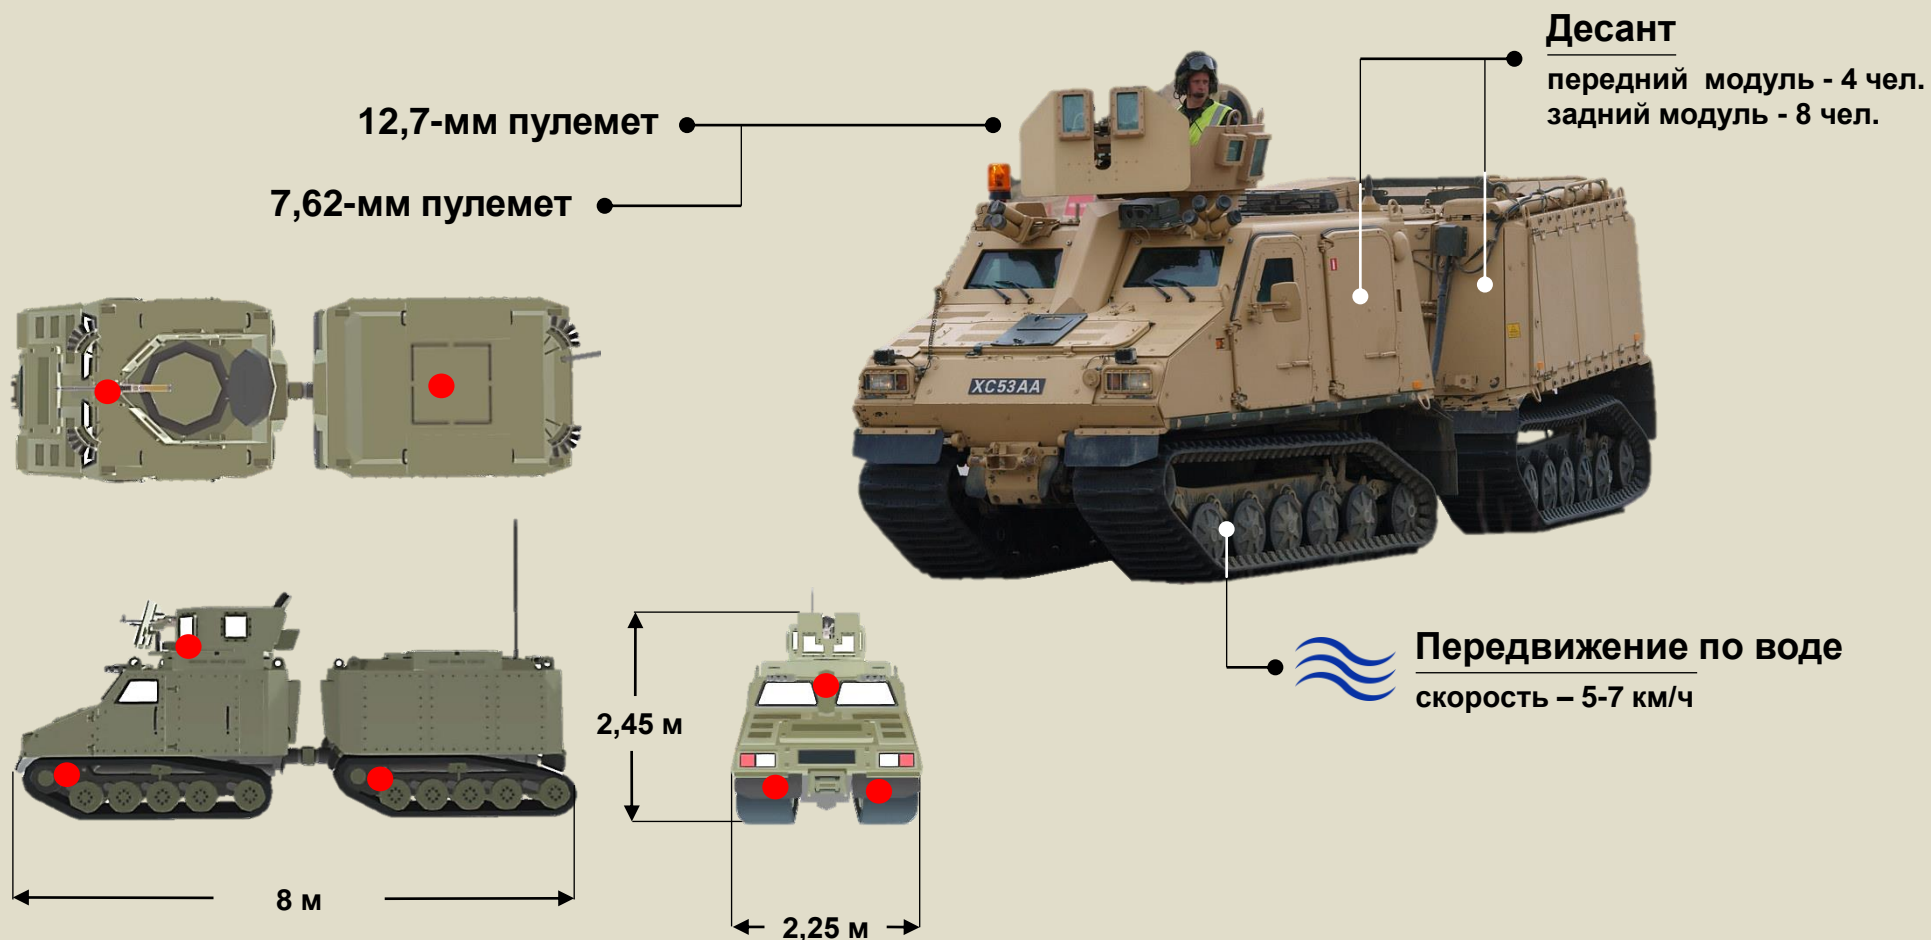 Десант
передний модуль - 4 чел.
задний модуль - 8 чел.
12,7-мм пулемет
7,62-мм пулемет
XC53AA
Передвижение по воде
скорость – 5-7 км/ч
2,45 м
8 м
2,25 м